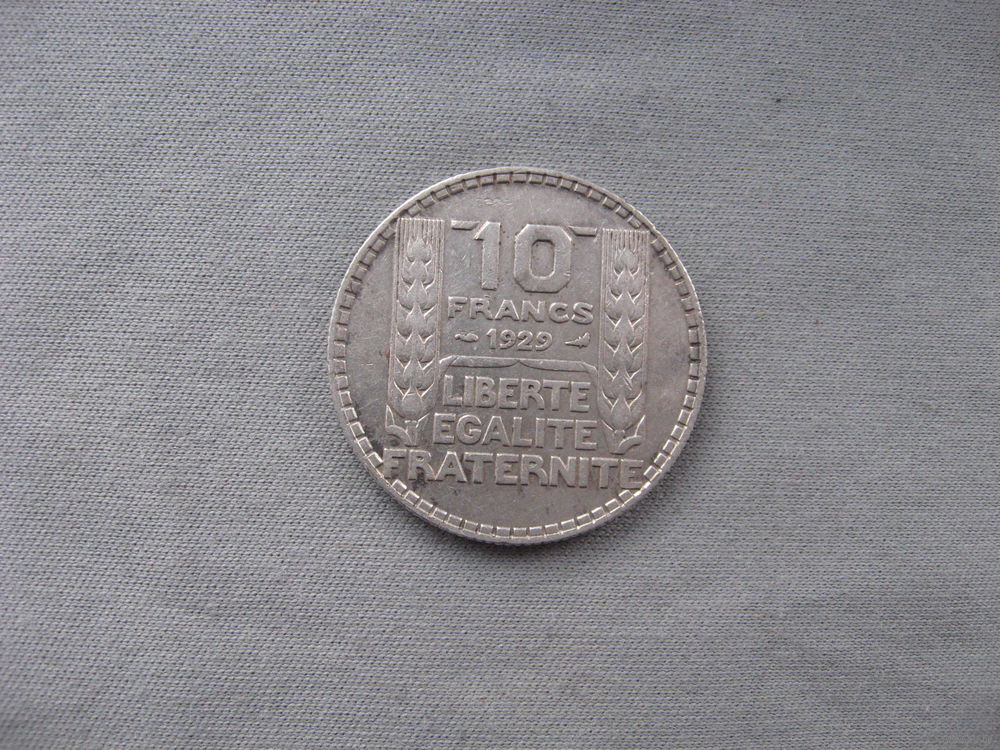 10
FRANCS
1929
LIBERTE
EGALITE
FRATERNITE